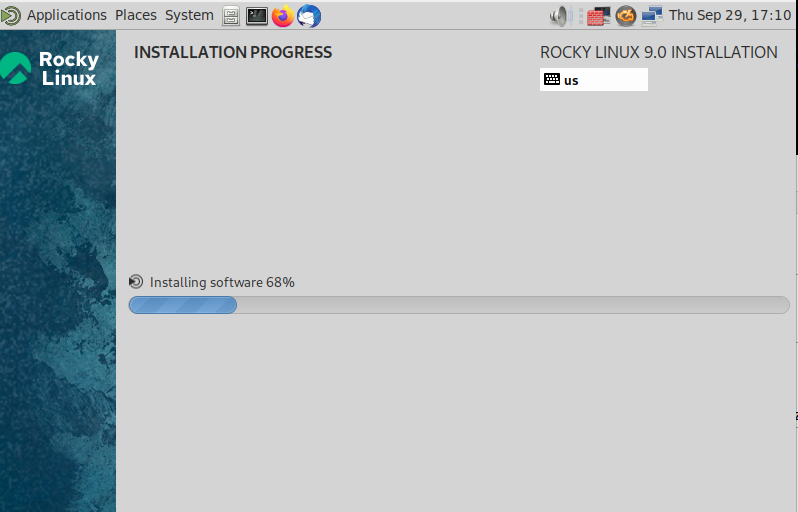 Applications Places System Thu Sep 29, 17:10
Rocky
Linux
INSTALLATION PROGRESS
ROCKY LINUX 9.0 INSTALLATION
us
Installing software 68%